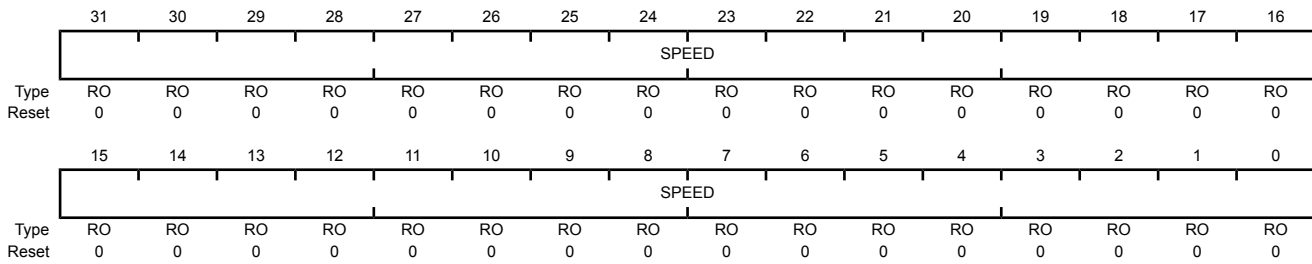 31 30 29 28 27 26 25 24 23 22 21 20 19 18 17 16
SPEED
Type RO RO RO RO RO RO RO RO RO RO RO RO RO RO RO RO
Reset 0 0 0 0 0 0 0 0 0 0 0 0 0 0 0 0
15 14 13 12 11 10 9 8 7 6 5 4 3 2 1 0
SPEED
Type RO RO RO RO RO RO RO RO RO RO RO RO RO RO RO RO
Reset 0 0 0 0 0 0 0 0 0 0 0 0 0 0 0 0